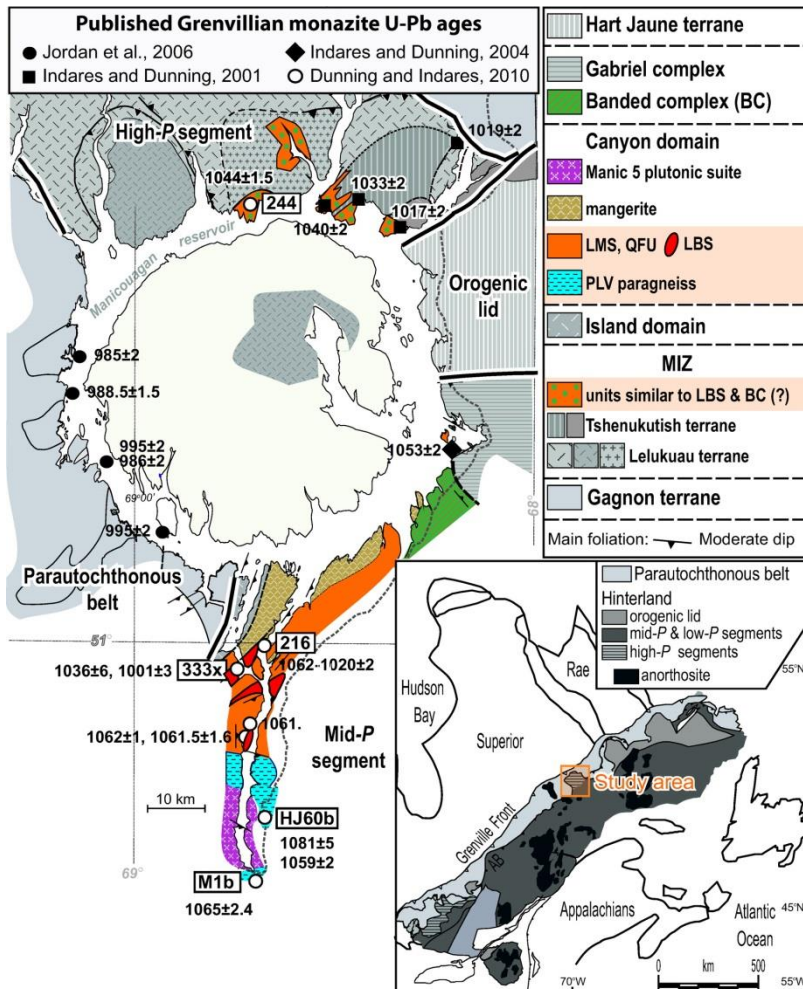 Published Grenvillian monazite U-Pb ages
Jordan et al., 2006
Indares and Dunning, 2004
Indares and Dunning, 2001
Dunning and Indares, 2010
High-P segment
1019±2
1044±1.5
244
1033±2
1040±2
1017±2
Manicouagan reservoir
Orogenic
lid
985±2
988.5±1.5
995±2
986±2
1053±2
69°00'
68°
995±2
Parautochthonous
belt
51°
216
333x
1062-1020±2
1036±6, 1001±3
1061.
1062±1, 1061.5±1.6
Mid-P
segment
10 km
HJ60b
1081±5
1059±2
69°
M1b
1065±2.4
Hart Jaune terrane
Gabriel complex
Banded complex (BC)
Canyon domain
Manic 5 plutonic suite
mangerite
LMS, QFU
LBS
PLV paragneiss
Island domain
MIZ
units similar to LBS & BC (?)
Tshenukutish terrane
Lelukuau terrane
Gagnon terrane
Main foliation:
Moderate dip
Parautochthonous belt
Hinterland
orogenic lid
mid-P & low-P segments
high-P segments
anorthosite
55°N
Rae
Hudson
Bay
Superior
Study area
Grenville Front
AB
45°N
Appalachians
Atlantic
Ocean
0
km
500
70°W
55°W